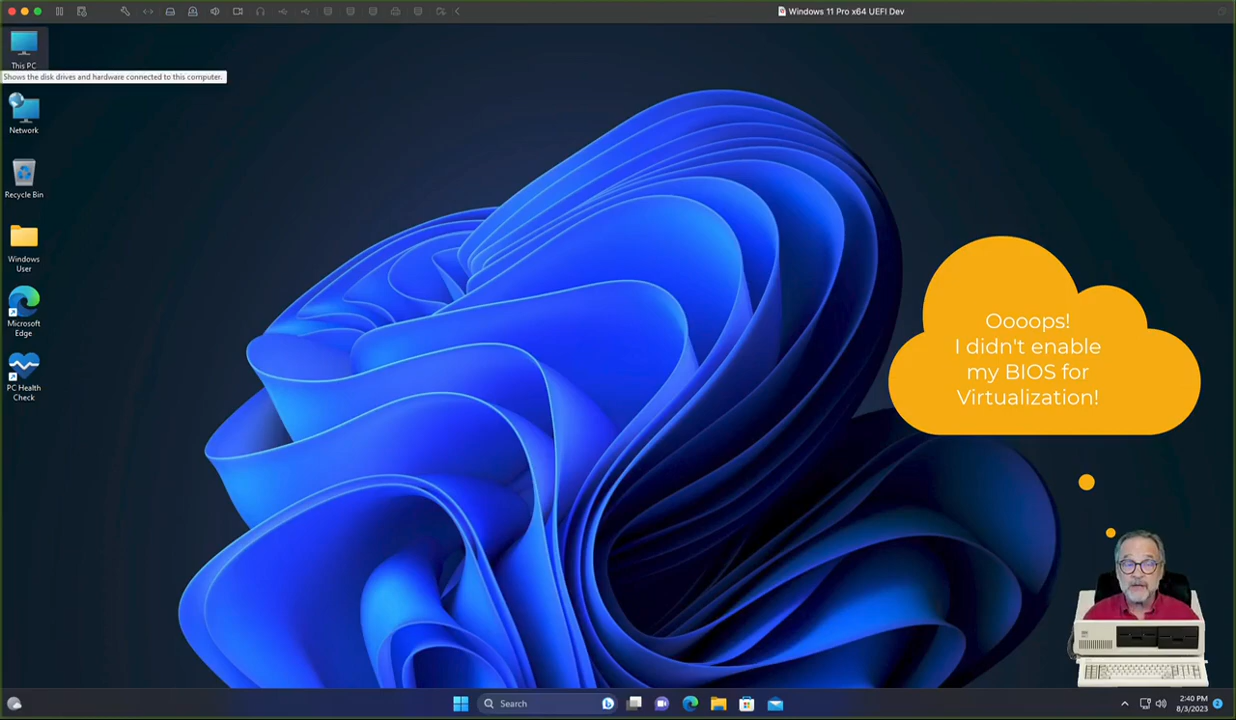 Windows 11 Pro x64 UEFI Dev
This PC
Shows the disk drives and hardware connected to this computer.
Network
Recycle Bin
Windows
User
Microsoft
Edge
PC Health
Check
Oooops!
I didn't enable
my BIOS for
Virtualization!
Search
2:40 PM
8/3/2023
2